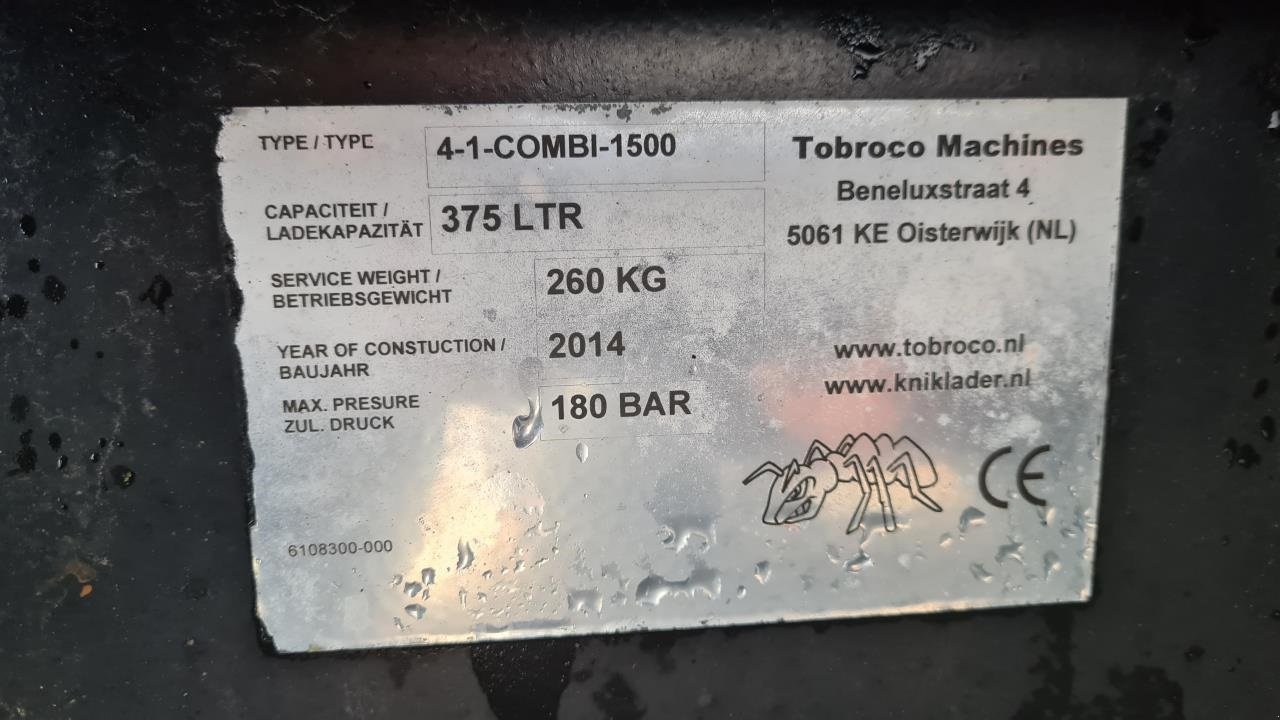 TYPE / TYPE 4-1-COMBI-1500
CAPACITEIT /
LADEKAPAZITÄT 375 LTR
SERVICE WEIGHT /
BETRIEBSGEWICHT 260 KG
YEAR OF CONSTUCTION /
BAUJAHR 2014
MAX. PRESURE
ZUL. DRUCK 180 BAR
6108300-000
Tobroco Machines
Beneluxstraat 4
5061 KE Oisterwijk (NL)
www.tobroco.nl
www.kniklader.nl
CE